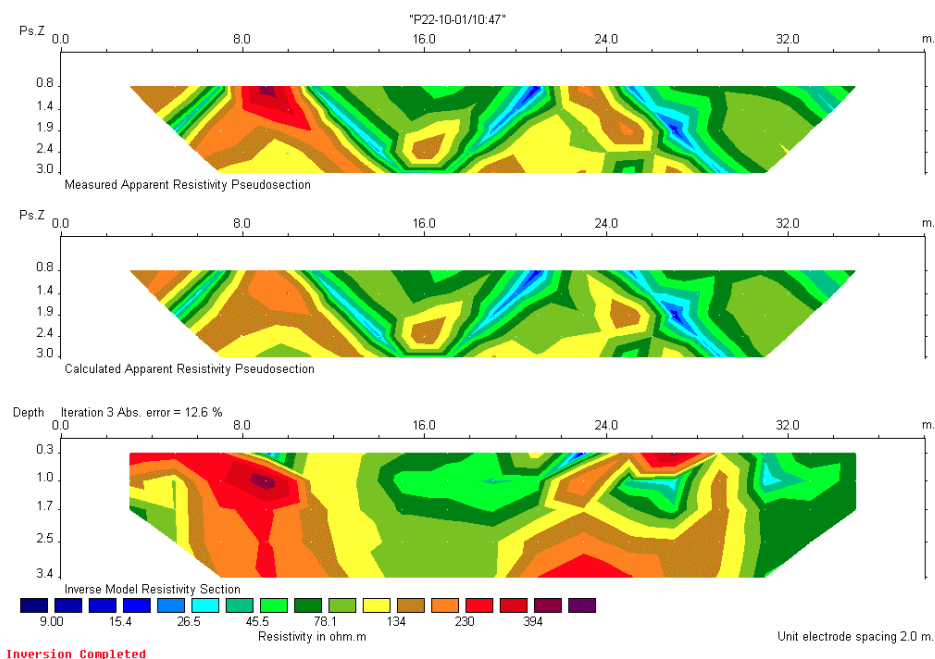 "P22-10-01/10:47"
Ps.Z 0.0 8.0 16.0 24.0 32.0 m.
0.8
1.4
1.9
2.4
3.0
Measured Apparent Resistivity Pseudosection
Ps.Z 0.0 8.0 16.0 24.0 32.0 m.
0.8
1.4
1.9
2.4
3.0
Calculated Apparent Resistivity Pseudosection
Depth Iteration 3 Abs. error = 12.6 %
0.0 8.0 16.0 24.0 32.0 m.
0.3
1.0
1.7
2.5
3.4
Inverse Model Resistivity Section
9.00 15.4 26.5 45.5 78.1 134 230 394
Resistivity in ohm.m Unit electrode spacing 2.0 m.
Inversion Completed